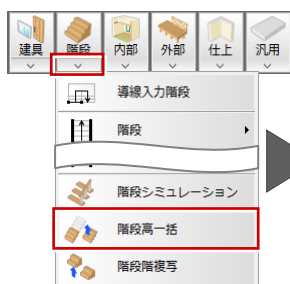 建具 階段 内部 外部 仕上 汎用
導線入力階段
階段
階段シミュレーション
階段高一括
階段階複写